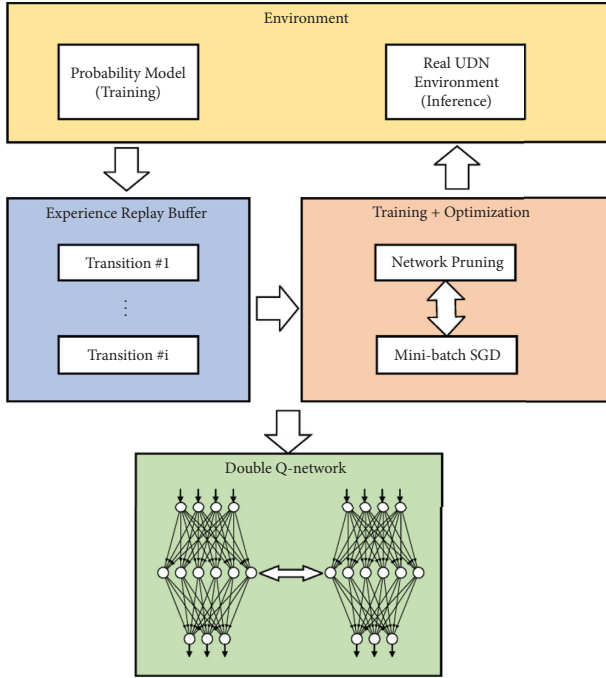 Environment
Probability Model
(Training)
Real UDN
Environment
(Inference)
Experience Replay Buffer
Transition #1
⋮
Transition #i
Training + Optimization
Network Pruning
Mini-batch SGD
Double Q-network